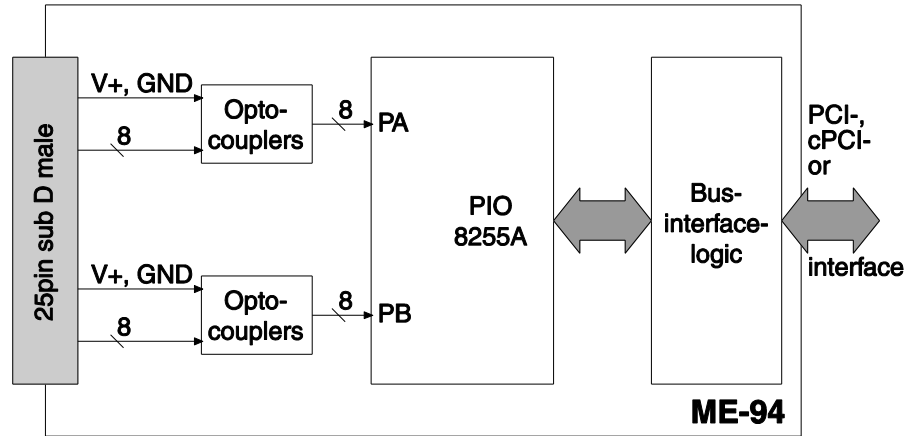 25pin sub D male
V+, GND
8
Opto-
couplers
8
PA
V+, GND
8
Opto-
couplers
8
PB
PIO
8255A
Bus-
interface-
logic
PCI-,
cPCI-
or
interface
ME-94